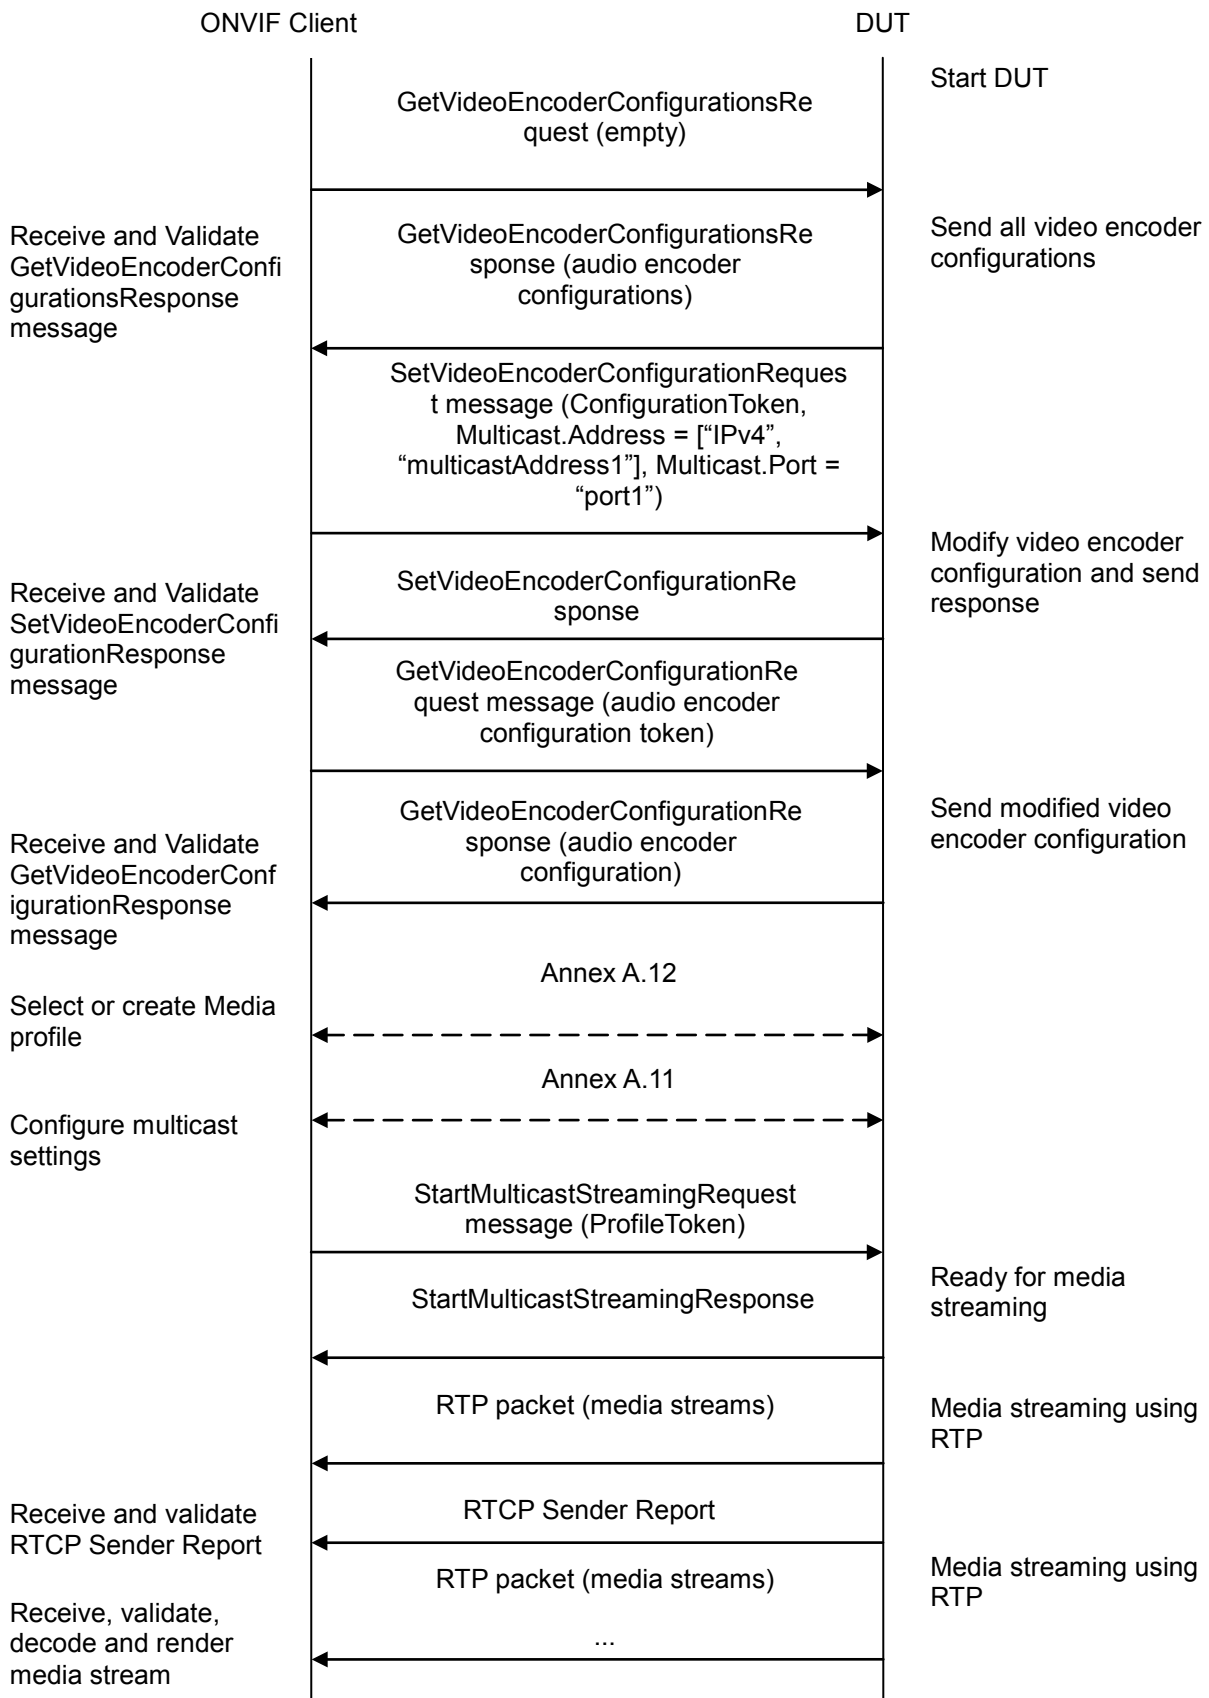 ONVIF Client
DUT
Start DUT
GetVideoEncoderConfigurationsRe
quest (empty)
Receive and Validate
GetVideoEncoderConfi
gurationsResponse
message
GetVideoEncoderConfigurationsRe
sponse (audio encoder
configurations)
Send all video encoder
configurations
SetVideoEncoderConfigurationReques
t message (ConfigurationToken,
Multicast.Address = [“IPv4”,
“multicastAddress1”], Multicast.Port =
“port1”)
Modify video encoder
configuration and send
response
Receive and Validate
SetVideoEncoderConfi
gurationResponse
message
SetVideoEncoderConfigurationRe
sponse
GetVideoEncoderConfigurationRe
quest message (audio encoder
configuration token)
Send modified video
encoder configuration
Receive and Validate
GetVideoEncoderConf
igurationResponse
message
GetVideoEncoderConfigurationRe
sponse (audio encoder
configuration)
Annex A.12
Select or create Media
profile
Annex A.11
Configure multicast
settings
StartMulticastStreamingRequest
message (ProfileToken)
Ready for media
streaming
StartMulticastStreamingResponse
RTP packet (media streams)
Media streaming using
RTP
Receive and validate
RTCP Sender Report
RTCP Sender Report
RTP packet (media streams)
Media streaming using
RTP
Receive, validate,
decode and render
media stream
...